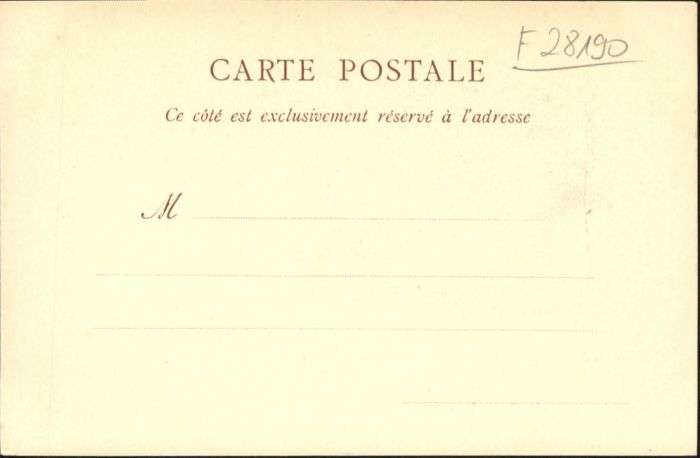 F 28190
CARTE POSTALE
Ce côté est exclusivement réservé à l'adresse
M